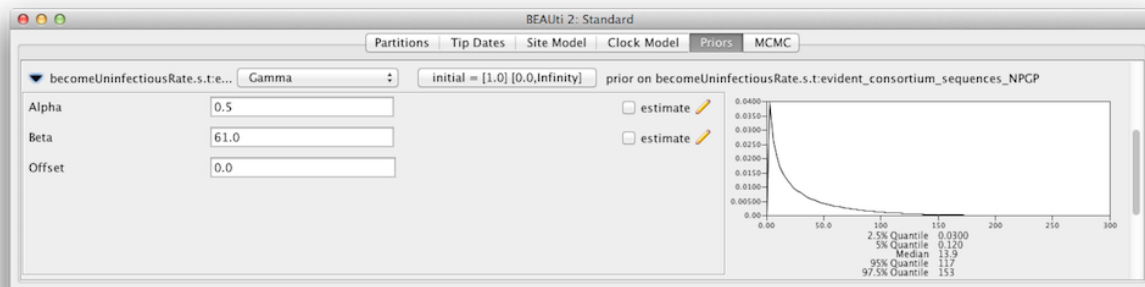 BEAUti 2: Standard
Partitions Tip Dates Site Model Clock Model Priors MCMC
becomeUninfectiousRate.s.t:e... Gamma initial = [1.0] [0.0,Infinity] prior on becomeUninfectiousRate.s.t:evident_consortium_sequences_NPGP
Alpha 0.5 estimate
Beta 61.0 estimate
Offset 0.0
0.0400
0.0350
0.0300
0.0250
0.0200
0.0150
0.0100
0.00500
0.00
0.00 50.0 100 150 200 250 300
2.5% Quantile 0.0300
5% Quantile 0.120
Median 13.9
95% Quantile 117
97.5% Quantile 153